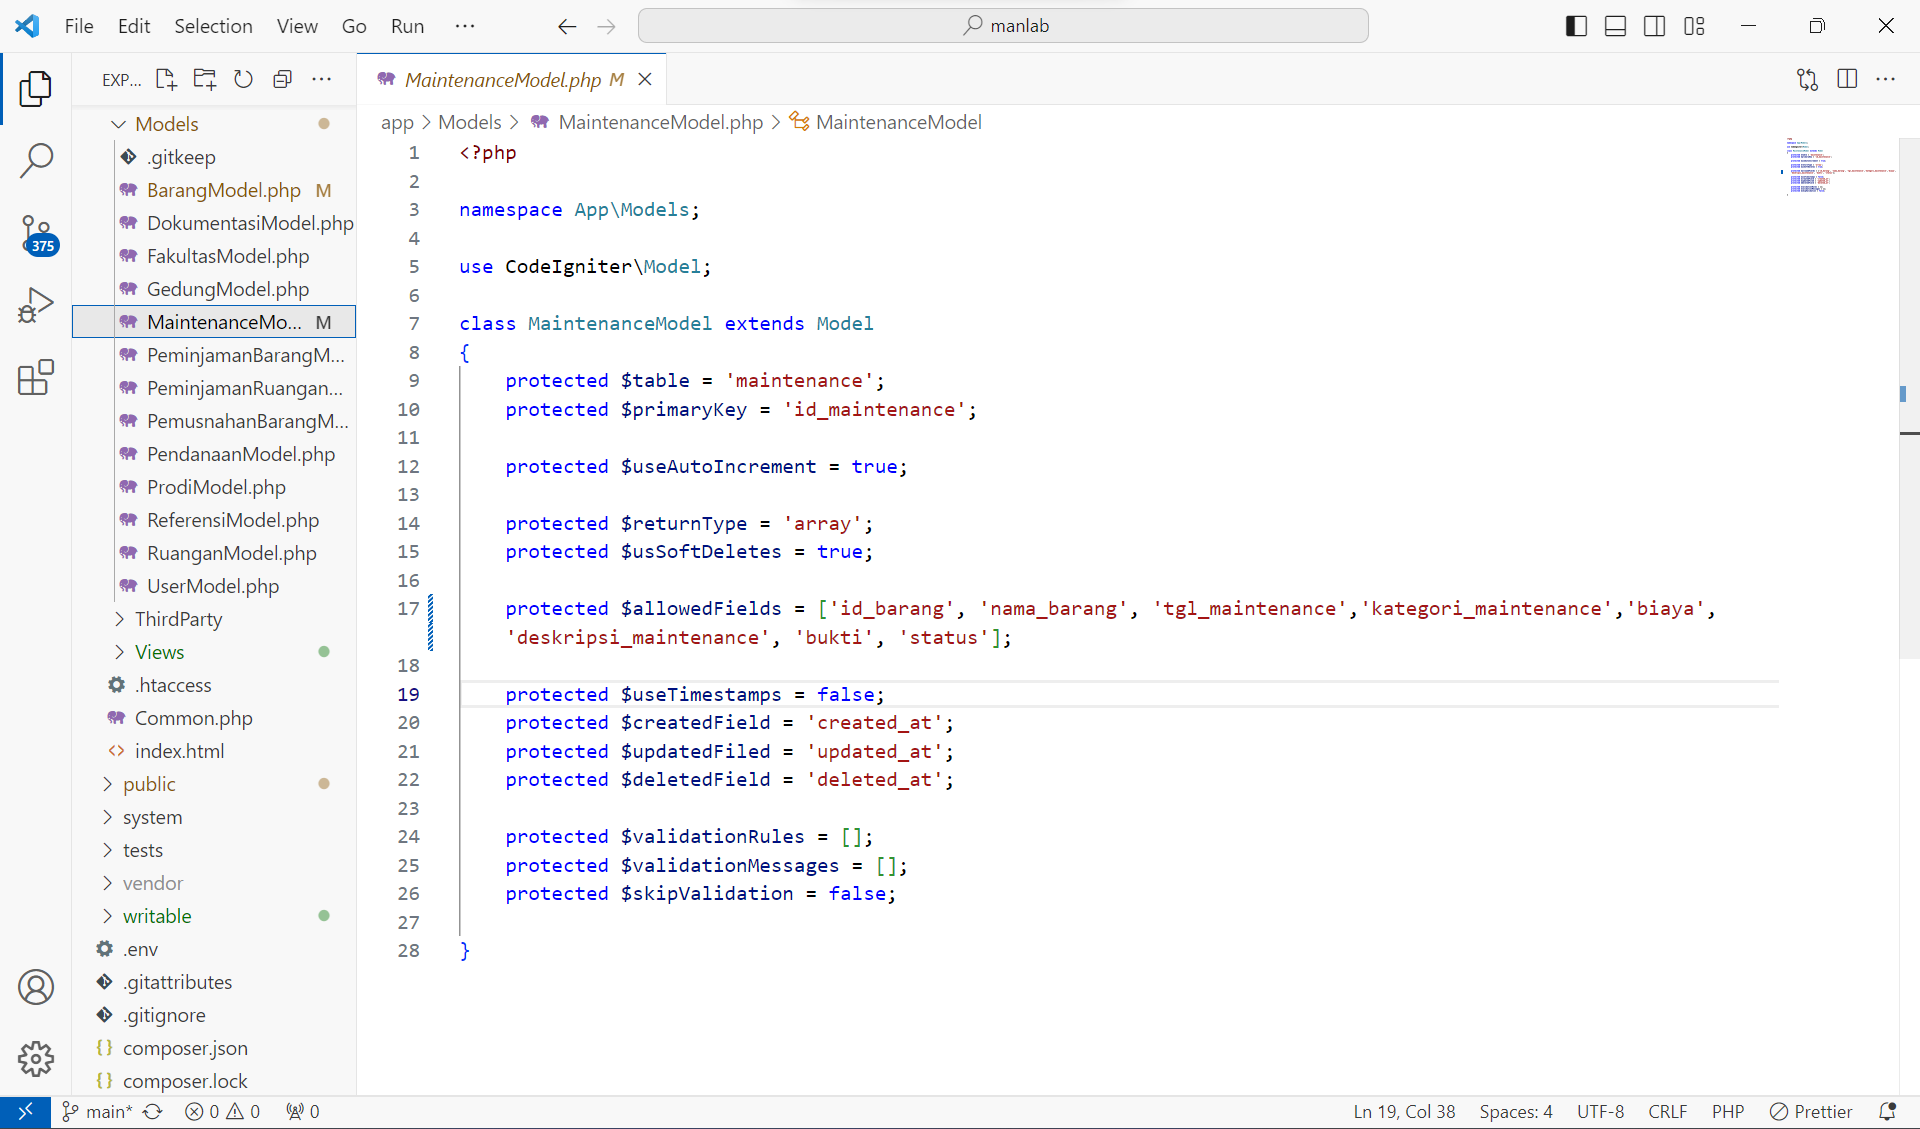 File Edit Selection View Go Run ... manlab
EXP... ...
Models
.gitkeep
BarangModel.php M
DokumentasiModel.php
FakultasModel.php
GedungModel.php
MaintenanceMo... M
PeminjamanBarangM...
PeminjamanRuangan...
PemusnahanBarangM...
PendanaanModel.php
ProdiModel.php
ReferensiModel.php
RuanganModel.php
UserModel.php
ThirdParty
Views
.htaccess
Common.php
index.html
public
system
tests
vendor
writable
.env
.gitattributes
.gitignore
composer.json
composer.lock
375
MaintenanceModel.php M
app > Models > MaintenanceModel.php > MaintenanceModel
1 <?php
2
3 namespace App\Models;
4
5 use CodeIgniter\Model;
6
7 class MaintenanceModel extends Model
8 {
9 protected $table = 'maintenance';
10 protected $primaryKey = 'id_maintenance';
11
12 protected $useAutoIncrement = true;
13
14 protected $returnType = 'array';
15 protected $usSoftDeletes = true;
16
17 protected $allowedFields = ['id_barang', 'nama_barang', 'tgl_maintenance','kategori_maintenance','biaya',
'deskripsi_maintenance', 'bukti', 'status'];
18
19 protected $useTimestamps = false;
20 protected $createdField = 'created_at';
21 protected $updatedFiled = 'updated_at';
22 protected $deletedField = 'deleted_at';
23
24 protected $validationRules = [];
25 protected $validationMessages = [];
26 protected $skipValidation = false;
27
28 }
main* 0 0 0 Ln 19, Col 38 Spaces: 4 UTF-8 CRLF PHP Prettier